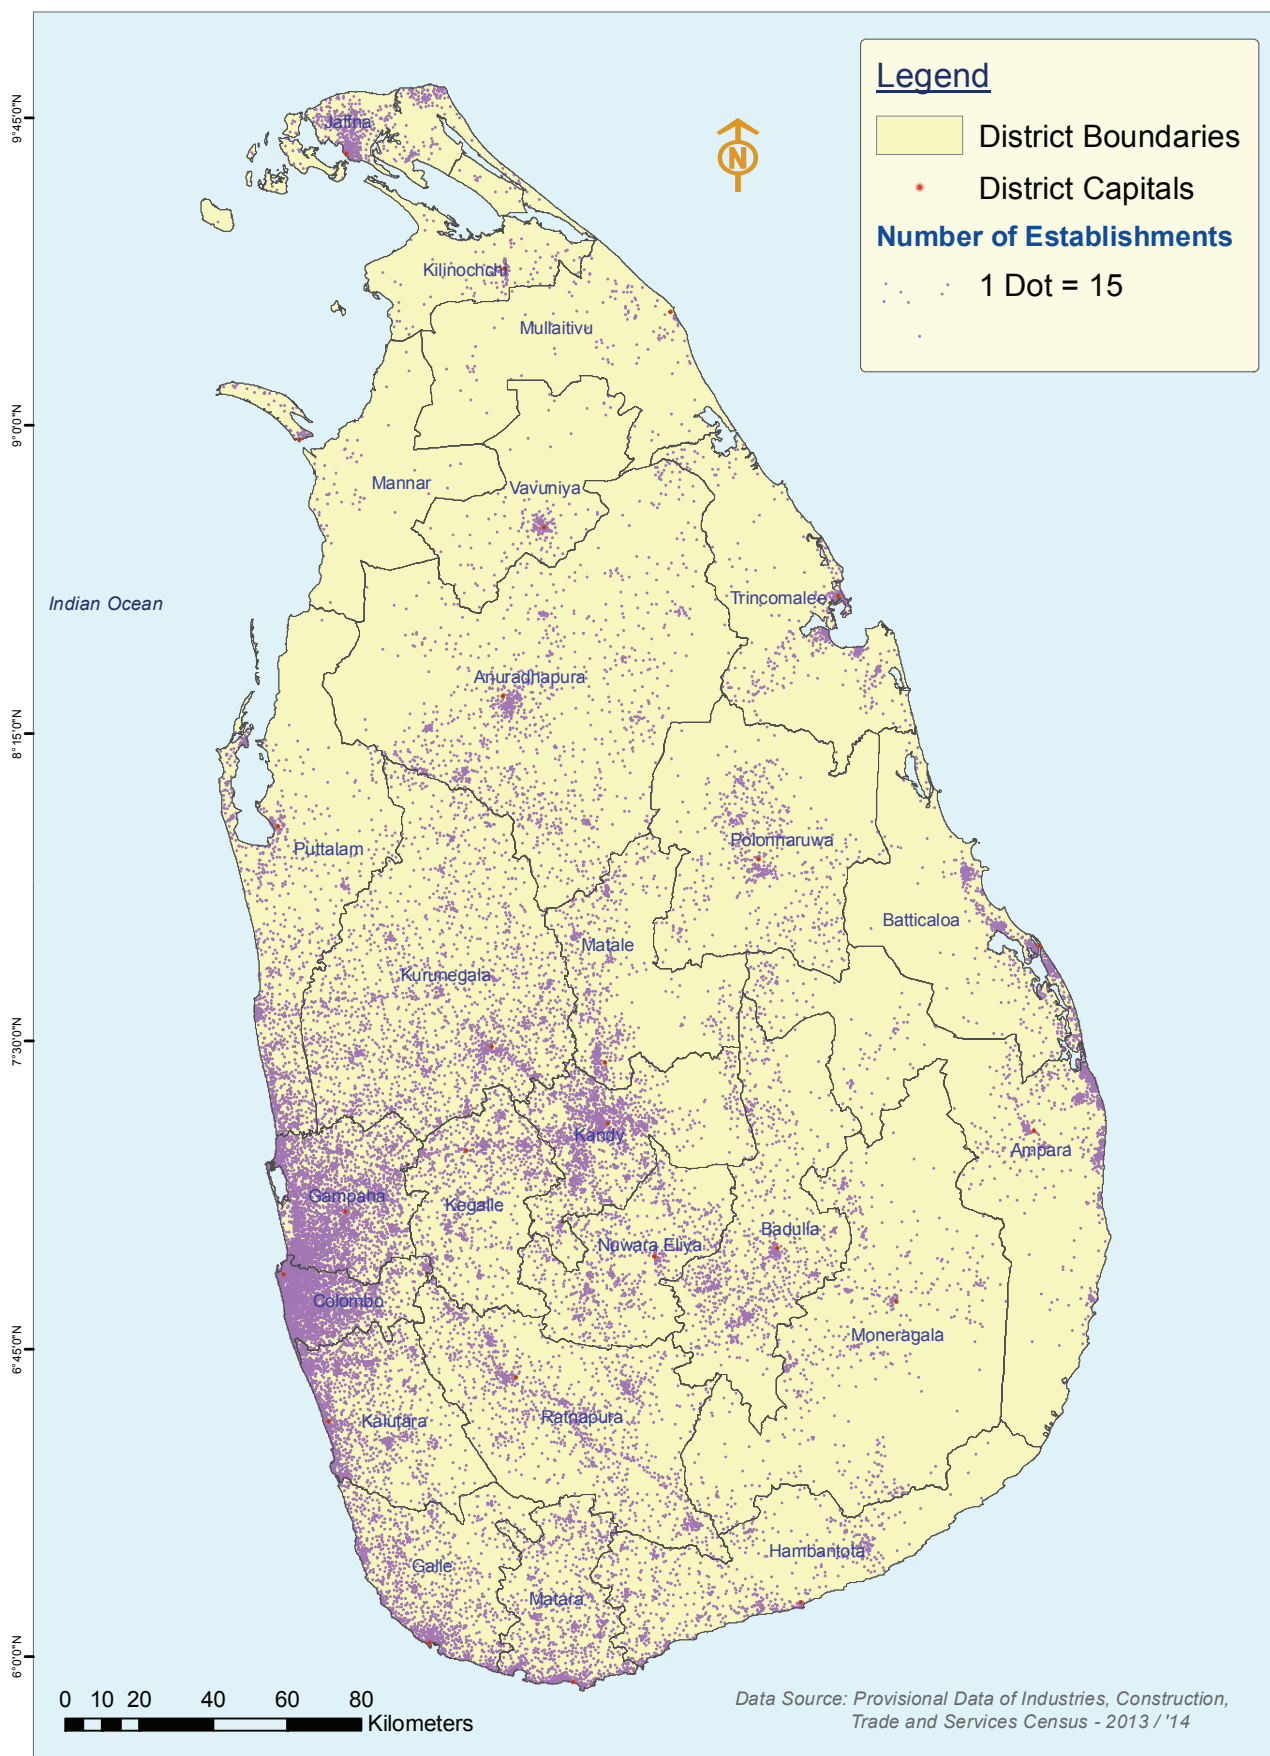 Legend
District Boundaries
District Capitals
Number of Establishments
1 Dot = 15
N
9°45'0"N
9°0'0"N
8°15'0"N
7°30'0"N
6°45'0"N
6°0'0"N
Jaffna
Kilinochchi
Mullaitivu
Mannar
Vavuniya
Indian Ocean
Trincomalee
Anuradhapura
Puttalam
Polonnaruwa
Batticaloa
Matale
Kurunegala
Kandy
Ampara
Gampaha
Kegalle
Nuwara Eliya
Badulla
Colombo
Moneragala
Kalutara
Ratnapura
Hambantota
Galle
Matara
0 10 20 40 60 80
Kilometers
Data Source: Provisional Data of Industries, Construction,
Trade and Services Census - 2013 / '14